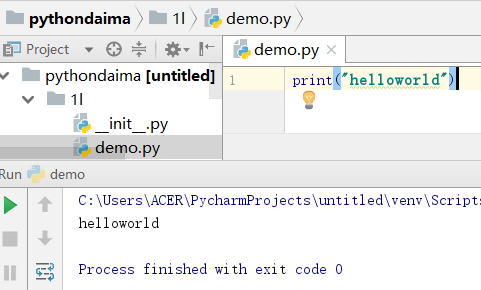 pythondaima 1l demo.py
Project
demo.py
pythondaima [untitled]
1l
__init__.py
demo.py
1 print("helloworld")
Run demo
C:\Users\ACER\PycharmProjects\untitled\venv\Scripts
helloworld
Process finished with exit code 0